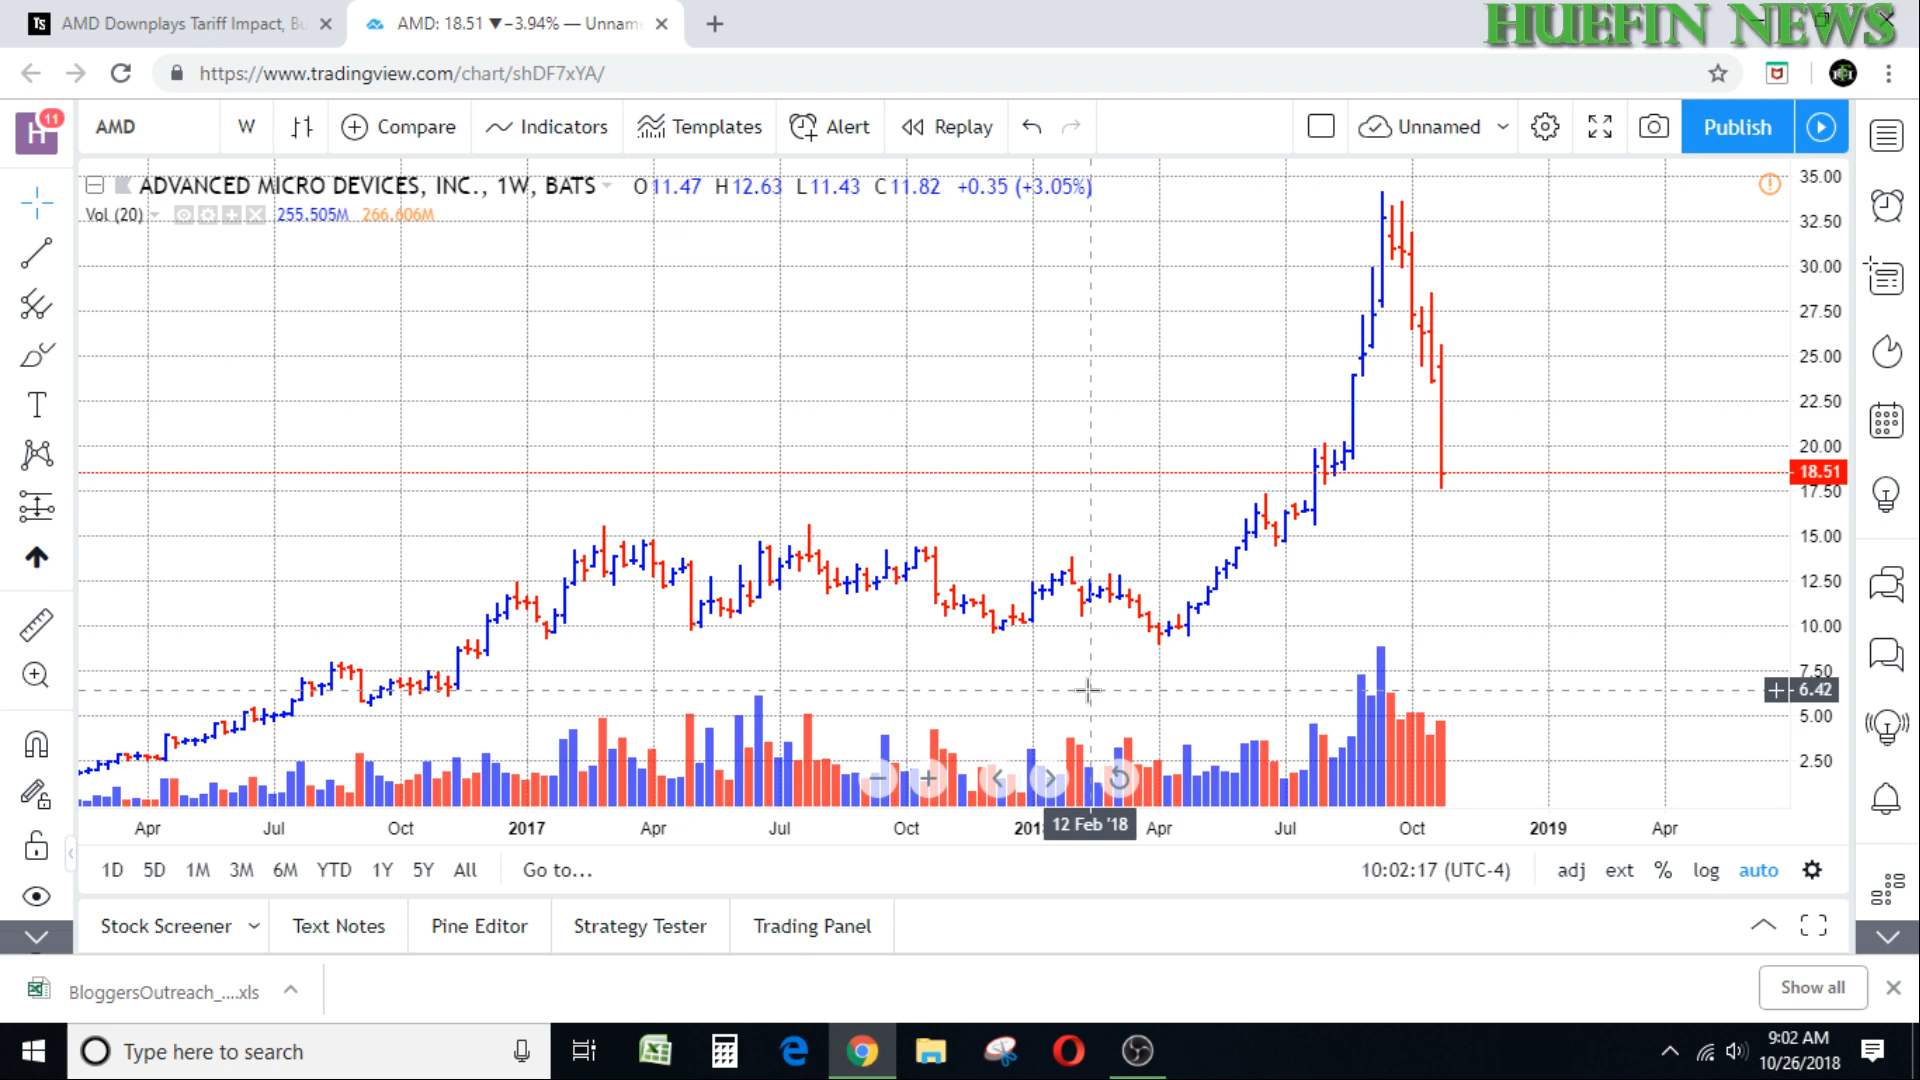 AMD Downplays Tariff Impact, Bu
AMD: 18.51 ▼−3.94% — Unnam
HUEFIN NEWS
https://www.tradingview.com/chart/shDF7xYA/
H
11
AMD
W
Compare
Indicators
Templates
Alert
Replay
Unnamed
Publish
ADVANCED MICRO DEVICES, INC., 1W, BATS O11.47 H12.63 L11.43 C11.82 +0.35 (+3.05%)
Vol (20) 255.505M 266.606M
35.00
32.50
30.00
27.50
25.00
22.50
20.00
18.51
17.50
15.00
12.50
10.00
7.50
6.42
5.00
2.50
Apr Jul Oct 2017 Apr Jul Oct 201 12 Feb '18 Apr Jul Oct 2019 Apr
1D 5D 1M 3M 6M YTD 1Y 5Y All Go to... 10:02:17 (UTC-4) adj ext % log auto
Stock Screener Text Notes Pine Editor Strategy Tester Trading Panel
BloggersOutreach_....xls
Show all
Type here to search
9:02 AM
10/26/2018